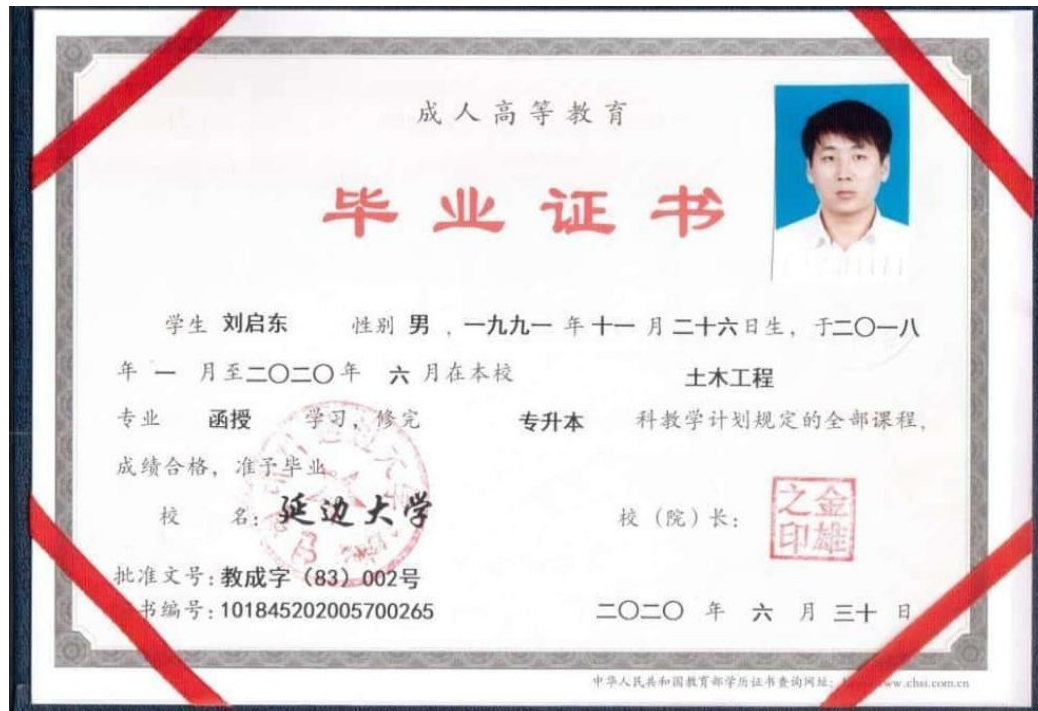 成人高等教育
毕业证书
学生 刘启东 性别 男 , 一九九一 年 十一 月 二十六 日生, 于二〇一八
年 一 月至二〇二〇年 六 月在本校 土木工程
专业 函授 学习, 修完 专升本 科教学计划规定的全部课程,
成绩合格, 准予毕业
校 名: 延边大学 校 (院) 长: 金雄之印
批准文号: 教成字 (83) 002号
书编号: 101845202005700265 二〇二〇 年 六 月 三十 日
中华人民共和国教育部学历证书查询网址: www.chsi.com.cn